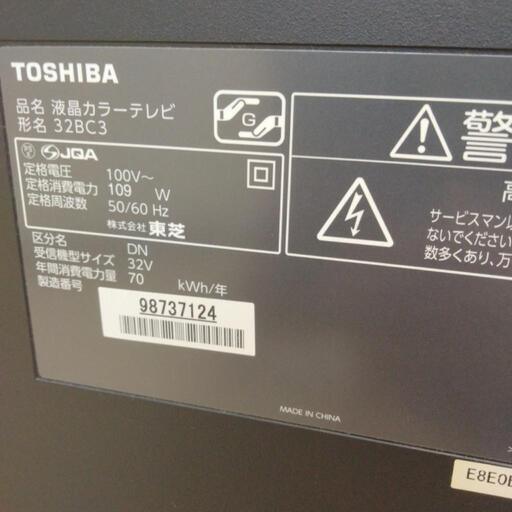 TOSHIBA
品名 液晶カラーテレビ
形名 32BC3
G
JQA
定格電圧 100V～
定格消費電力 109 W
定格周波数 50/60 Hz
株式会社 東芝
区分名 DN
受信機型サイズ 32V
年間消費電力量 70 kWh/年
製造番号
98737124
MADE IN CHINA
警
高
サービスマン以
ないでください
数多くあり、万
E8E0